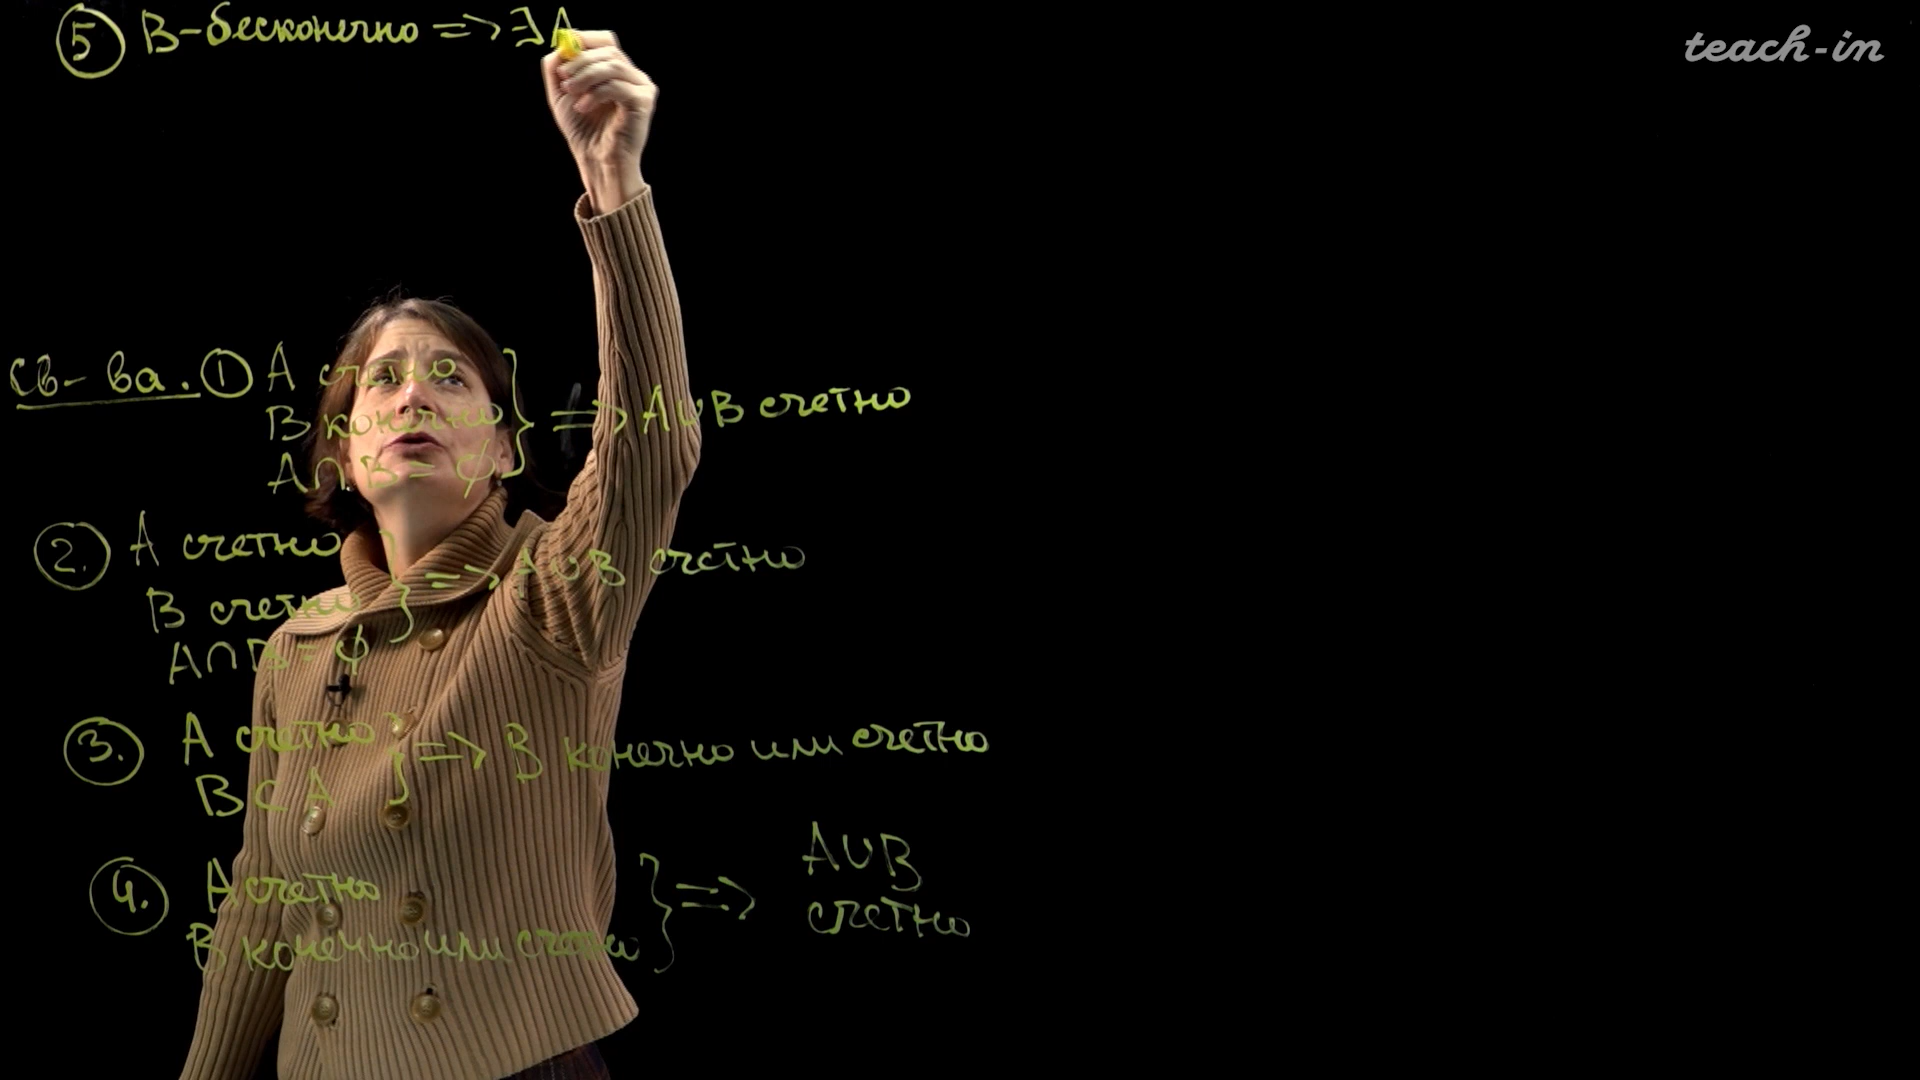 ⑤ B-бесконечно => ∃ A
teach-in
Св-ва. ① A счетно
B конечно
A∩B = ∅
=> A∪B счетно
②. A счетно
B счетно
A∩B = ∅
=> A∪B счетно
③. A счетно
B ⊂ A
=> B конечно или счетно
④. A счетно
B конечно или счетно
=> A∪B
счетно